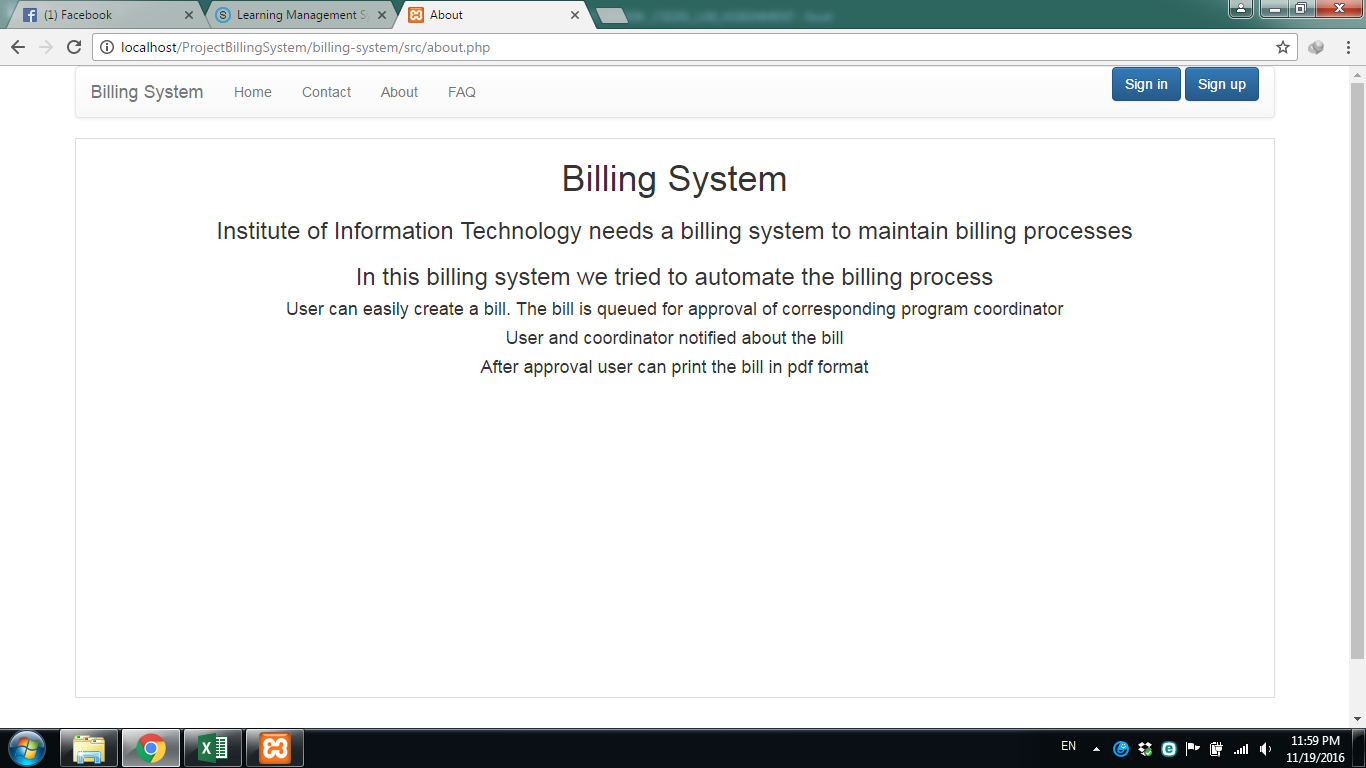 (1) Facebook
Learning Management S
About
localhost/ProjectBillingSystem/billing-system/src/about.php
Billing System Home Contact About FAQ Sign in Sign up
Billing System
Institute of Information Technology needs a billing system to maintain billing processes
In this billing system we tried to automate the billing process
User can easily create a bill. The bill is queued for approval of corresponding program coordinator
User and coordinator notified about the bill
After approval user can print the bill in pdf format
EN
11:59 PM
11/19/2016